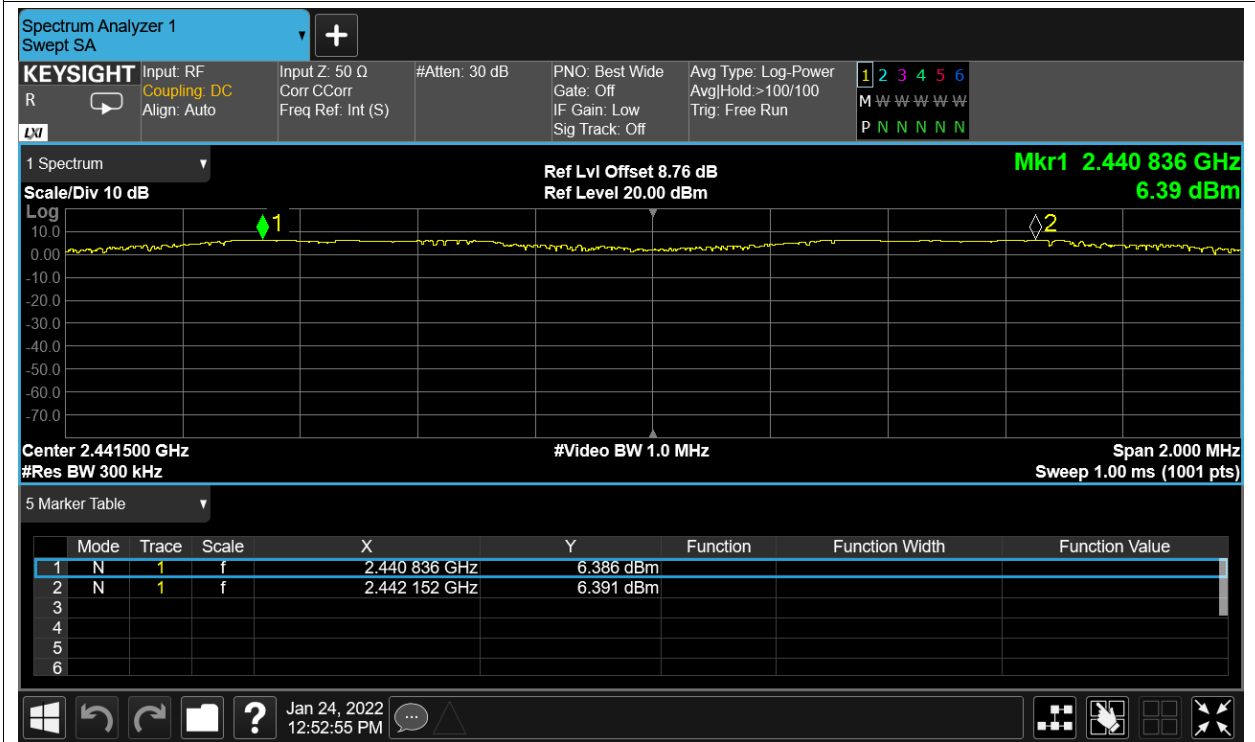 Spectrum Analyzer 1
Swept SA
+
KEYSIGHT Input: RF Input Z: 50 Ω #Atten: 30 dB PNO: Best Wide Avg Type: Log-Power 1 2 3 4 5 6
R Coupling: DC Corr CCorr Gate: Off Avg|Hold:>100/100 M W W W W W
Align: Auto Freq Ref: Int (S) IF Gain: Low Trig: Free Run
LXI Sig Track: Off P N N N N N N
1 Spectrum Ref Lvl Offset 8.76 dB Mkr1 2.440 836 GHz
Scale/Div 10 dB Ref Level 20.00 dBm 6.39 dBm
Log
1 2
10.0
0.00
-10.0
-20.0
-30.0
-40.0
-50.0
-60.0
-70.0
Center 2.441500 GHz #Video BW 1.0 MHz Span 2.000 MHz
#Res BW 300 kHz Sweep 1.00 ms (1001 pts)
5 Marker Table
Mode Trace Scale X Y Function Function Width Function Value
1 N 1 f 2.440 836 GHz 6.386 dBm
2 N 1 f 2.442 152 GHz 6.391 dBm
3
4
5
6
? Jan 24, 2022
12:52:55 PM